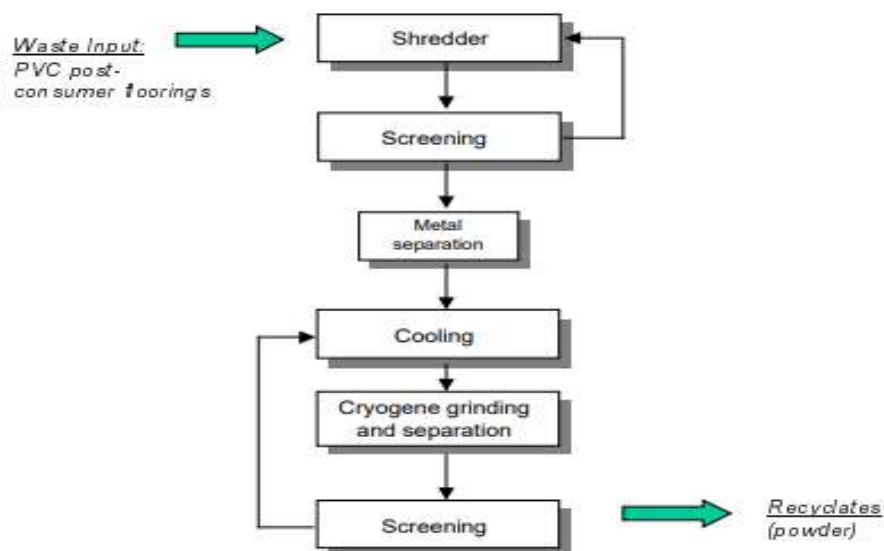 Waste Input:
PVC post-
consumer floorings
Shredder
Screening
Metal
separation
Cooling
Cryogene grinding
and separation
Screening
Recyclates
(powder)